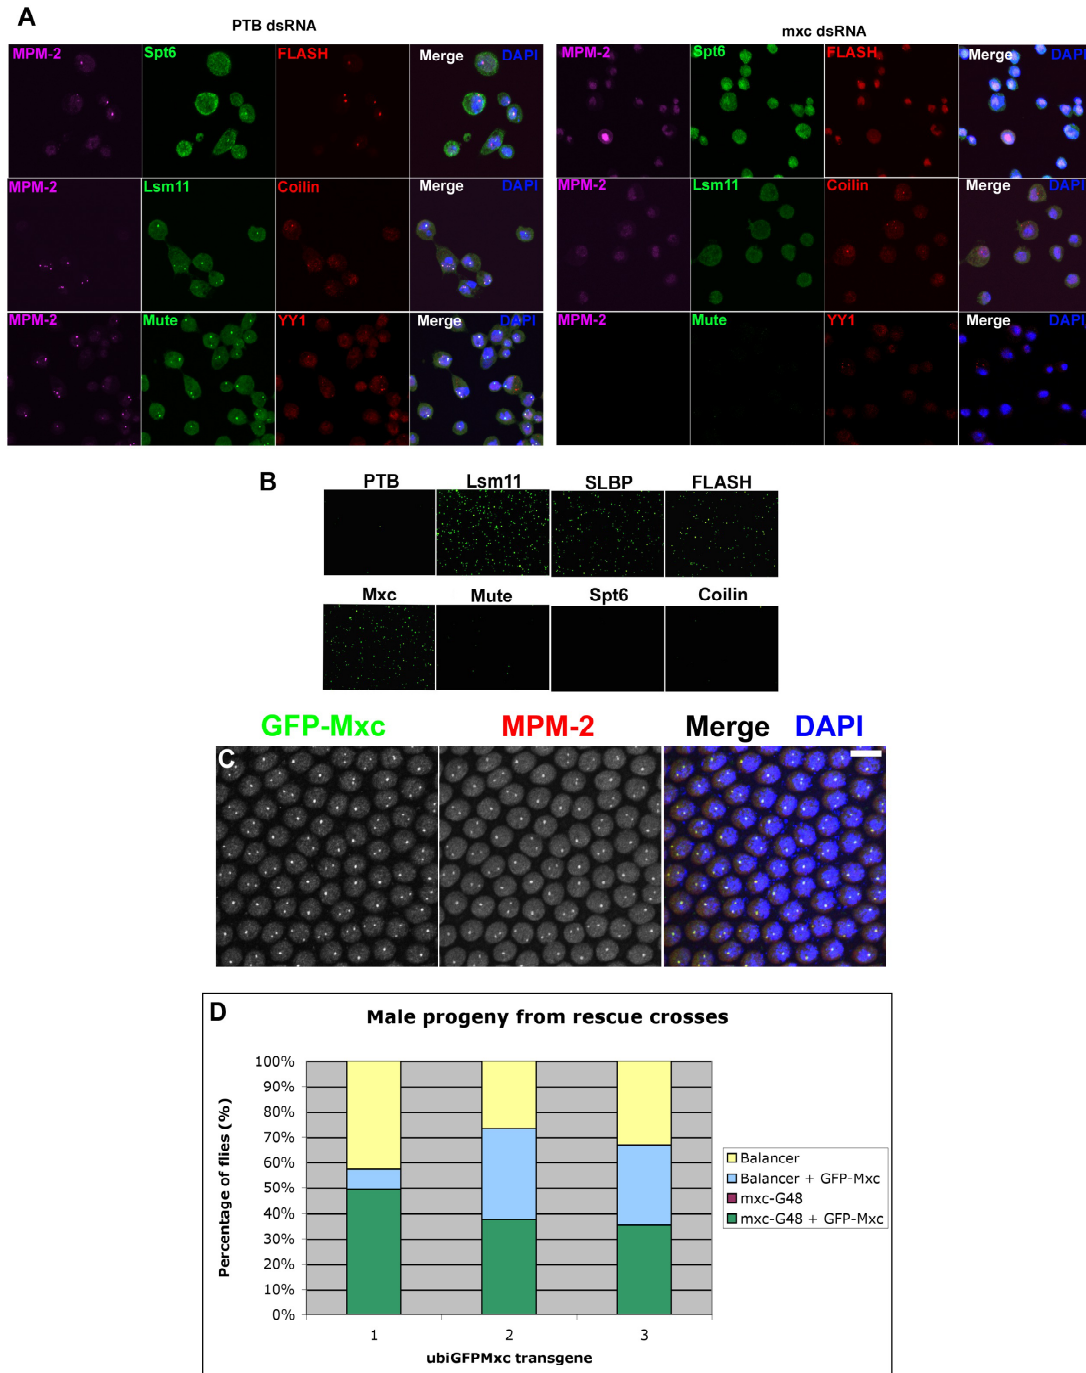 A
PTB dsRNA
mxc dsRNA
MPM-2 Spt6 FLASH Merge DAPI
MPM-2 Spt6 FLASH Merge DAPI
MPM-2 Lsm11 Coilin Merge DAPI
MPM-2 Lsm11 Coilin Merge DAPI
MPM-2 Mute YY1 Merge DAPI
MPM-2 Mute YY1 Merge DAPI
B
PTB Lsm11 SLBP FLASH
Mxc Mute Spt6 Coilin
GFP-Mxc MPM-2 Merge DAPI
C
D
Male progeny from rescue crosses
Percentage of flies (%)
100%
90%
80%
70%
60%
50%
40%
30%
20%
10%
0%
1 2 3
ubiGFPMxc transgene
Balancer
Balancer + GFP-Mxc
mxc-G48
mxc-G48 + GFP-Mxc